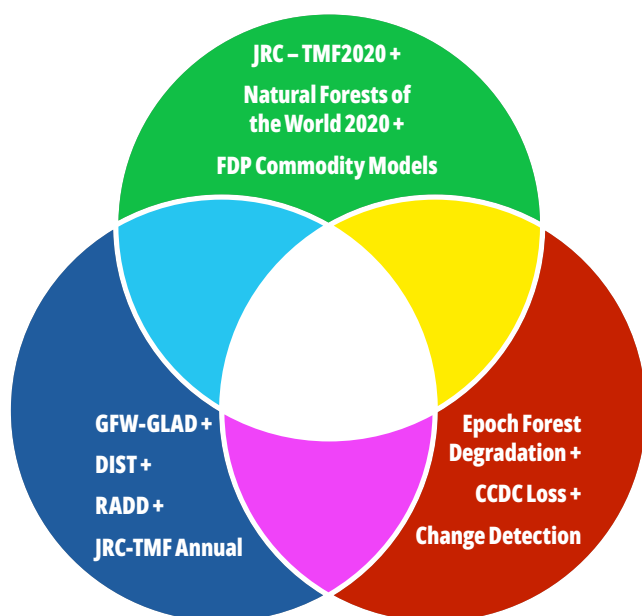 JRC – TMF2020 +
Natural Forests of
the World 2020 +
FDP Commodity Models
GFW-GLAD +
DIST +
RADD +
JRC-TMF Annual
Epoch Forest
Degradation +
CCDC Loss +
Change Detection